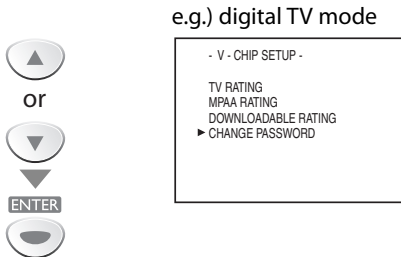 e.g.) digital TV mode
- V - CHIP SETUP -
TV RATING
MPAA RATING
DOWNLOADABLE RATING
CHANGE PASSWORD
or
ENTER